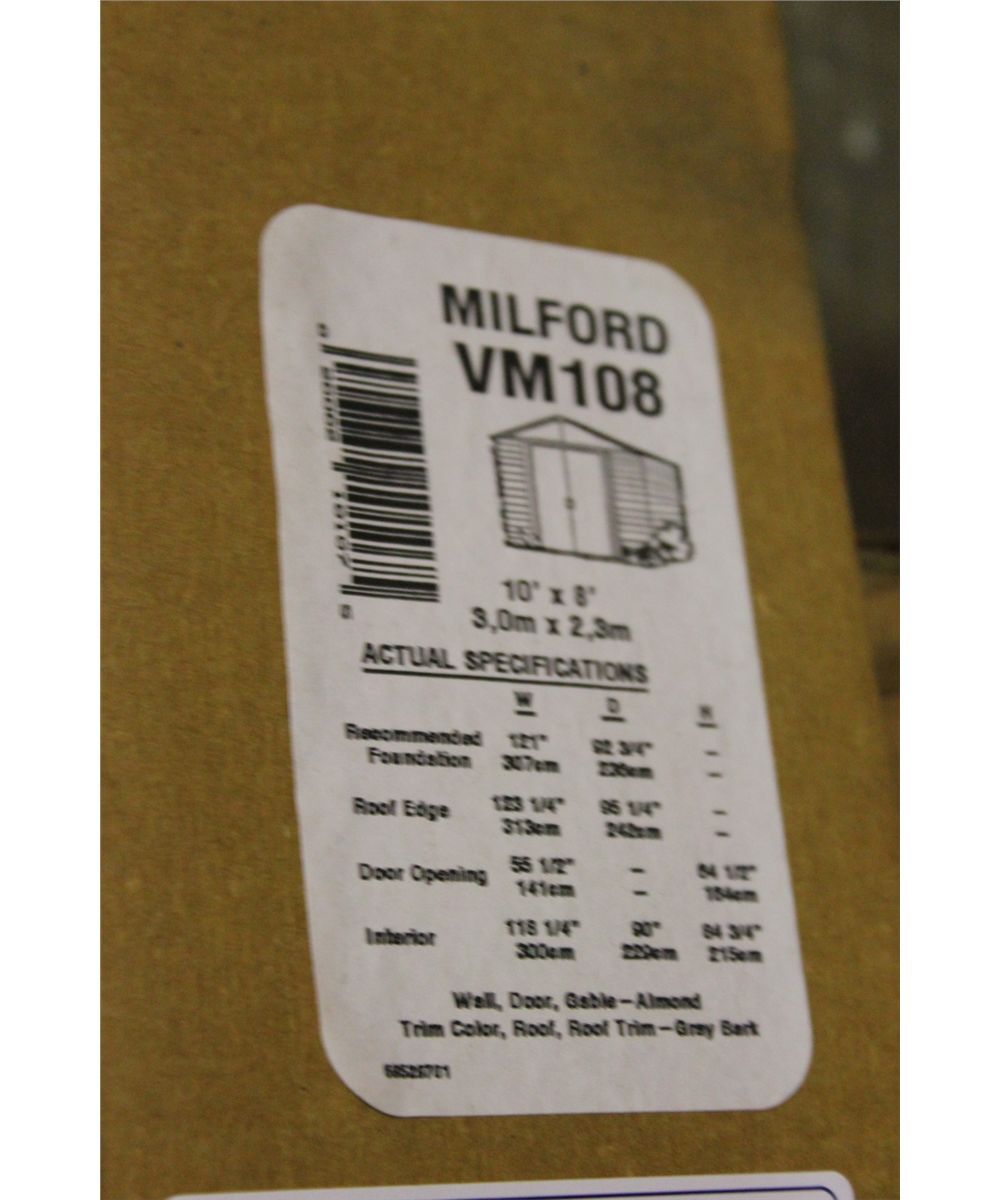 MILFORD
VM108
10' x 8'
3,0m x 2,3m
ACTUAL SPECIFICATIONS
W D H
Recommended 121" 92 3/4" –
Foundation 307cm 236cm –
Roof Edge 123 1/4" 95 1/4" –
313cm 242cm –
Door Opening 55 1/2" – 64 1/2"
141cm – 164cm
Interior 118 1/4" 90" 84 3/4"
300cm 229cm 215cm
Wall, Door, Gable – Almond
Trim Color, Roof, Roof Trim – Grey Bark